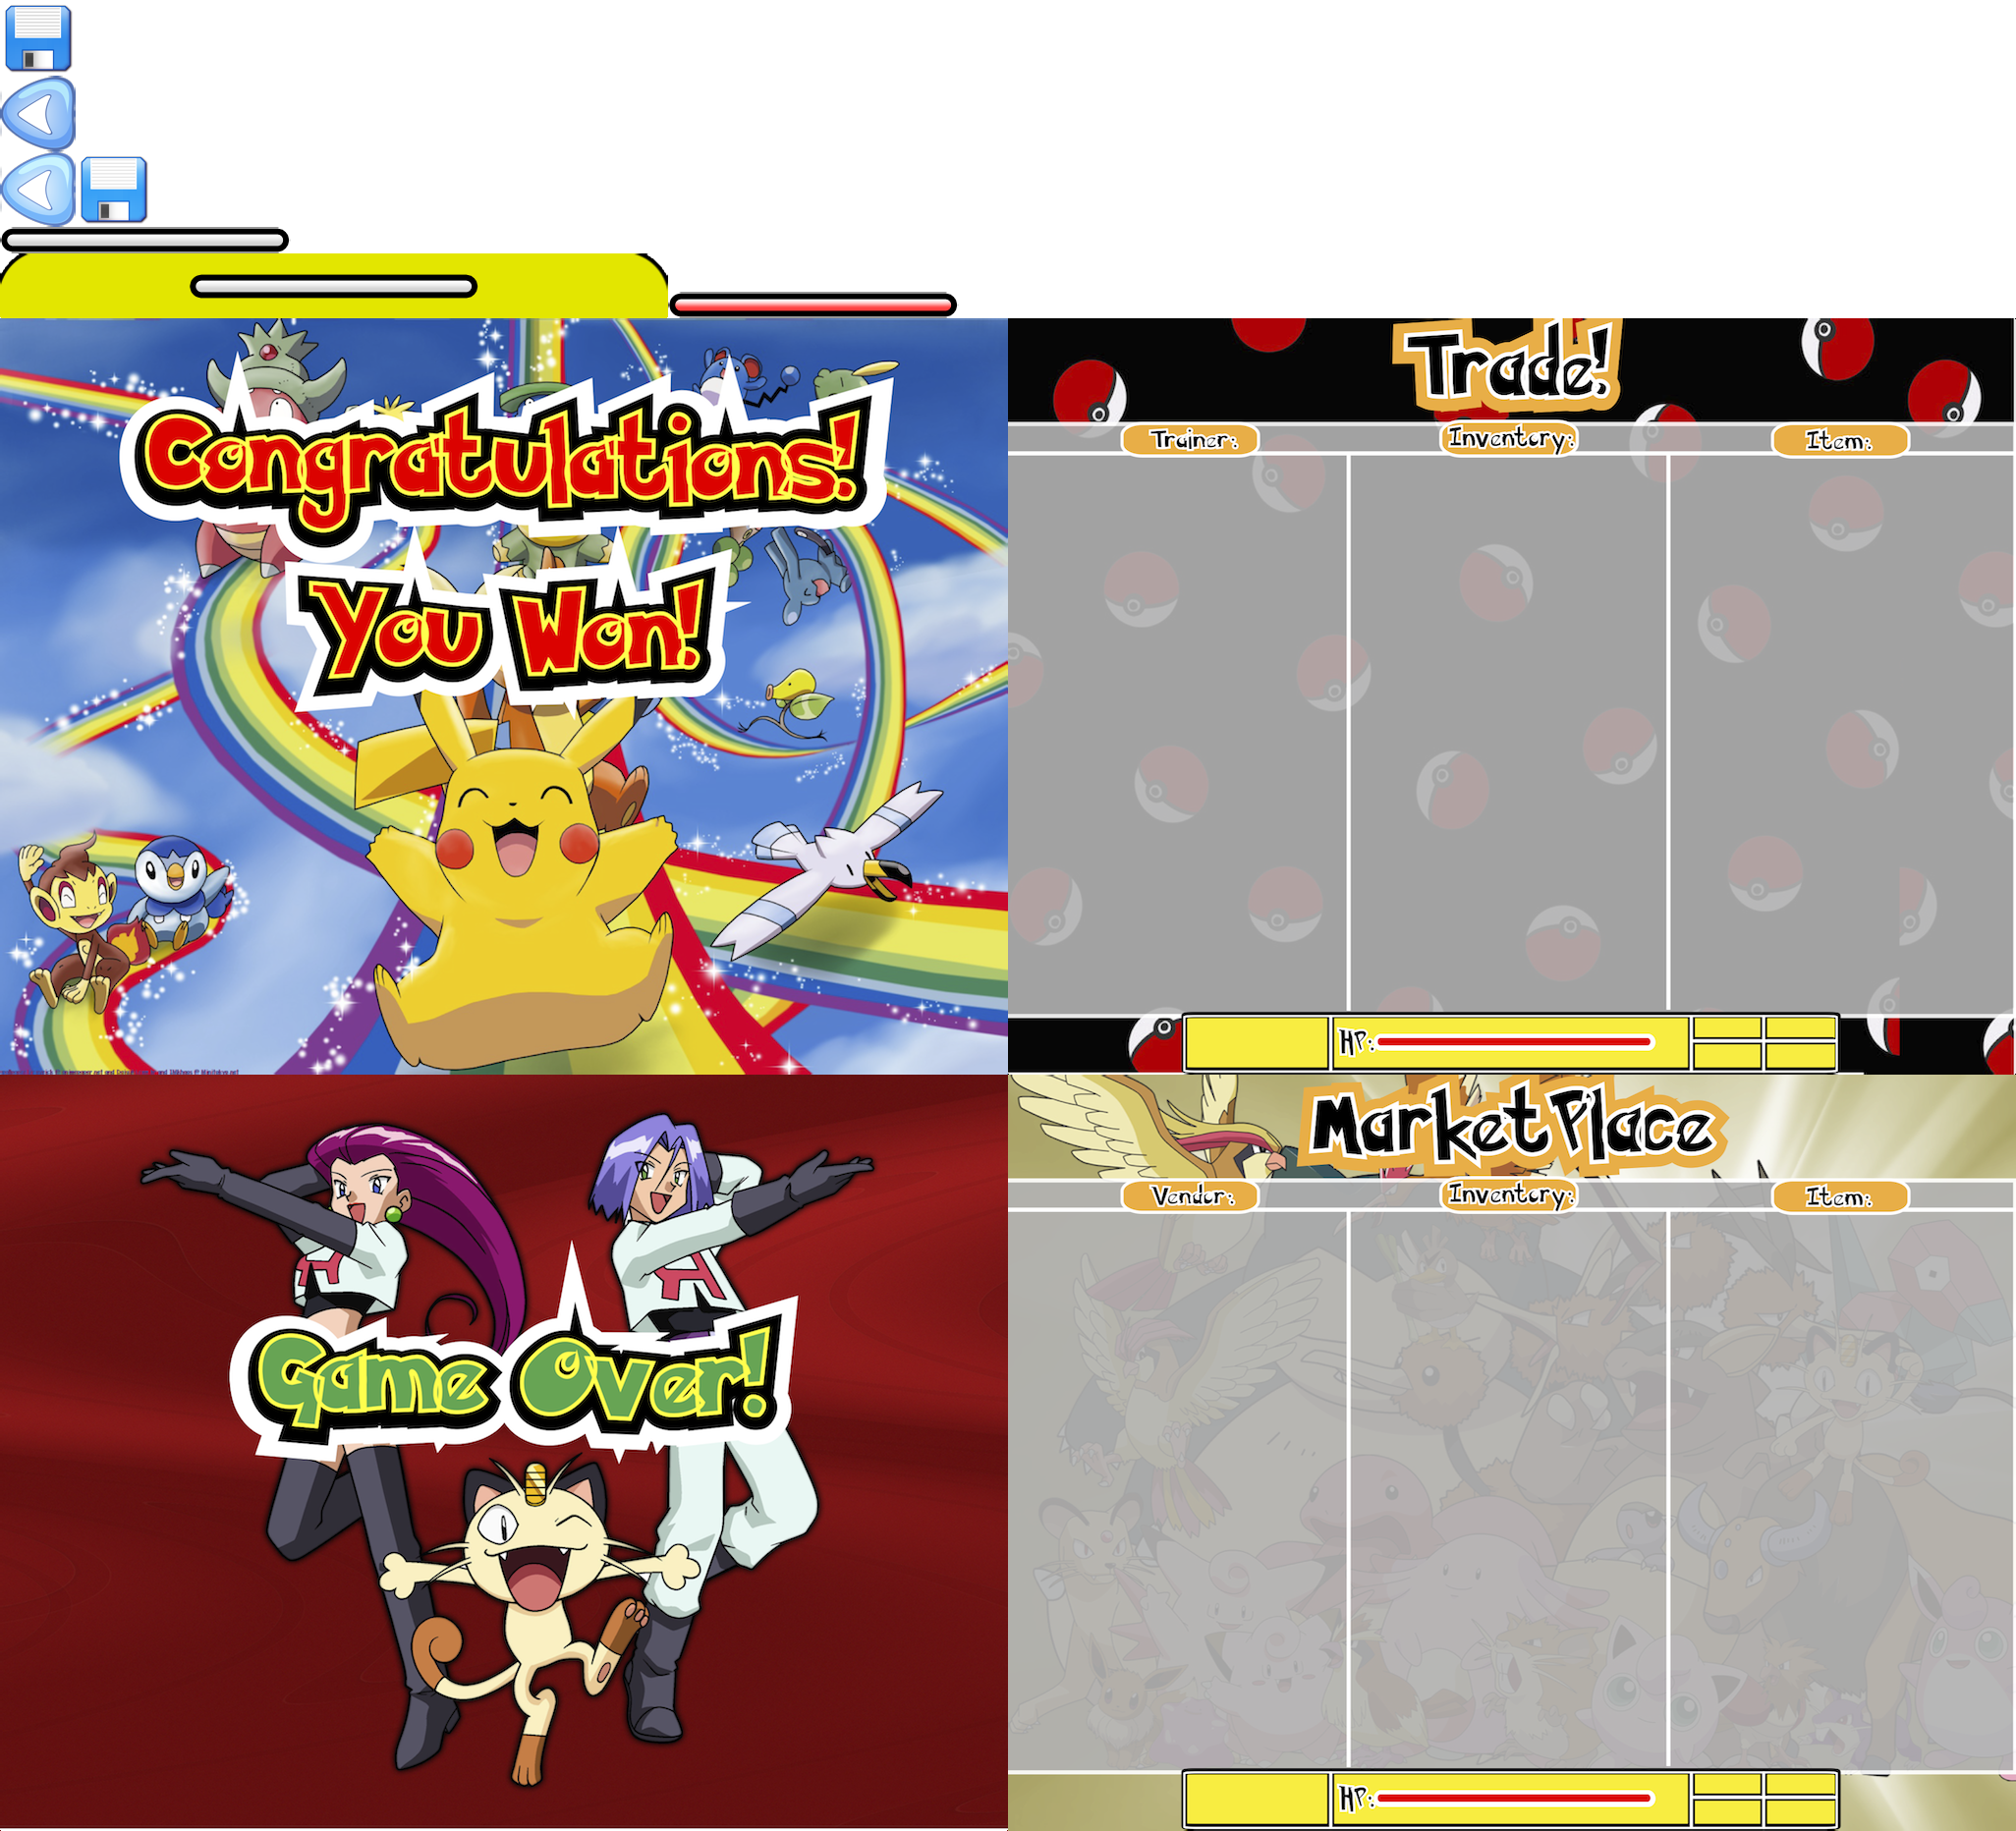 Congratulations!
You Won!
Trade!
Trainer:
Inventory:
Item:
HP:
Game Over!
Market Place
Vendor:
Inventory:
Item:
HP: